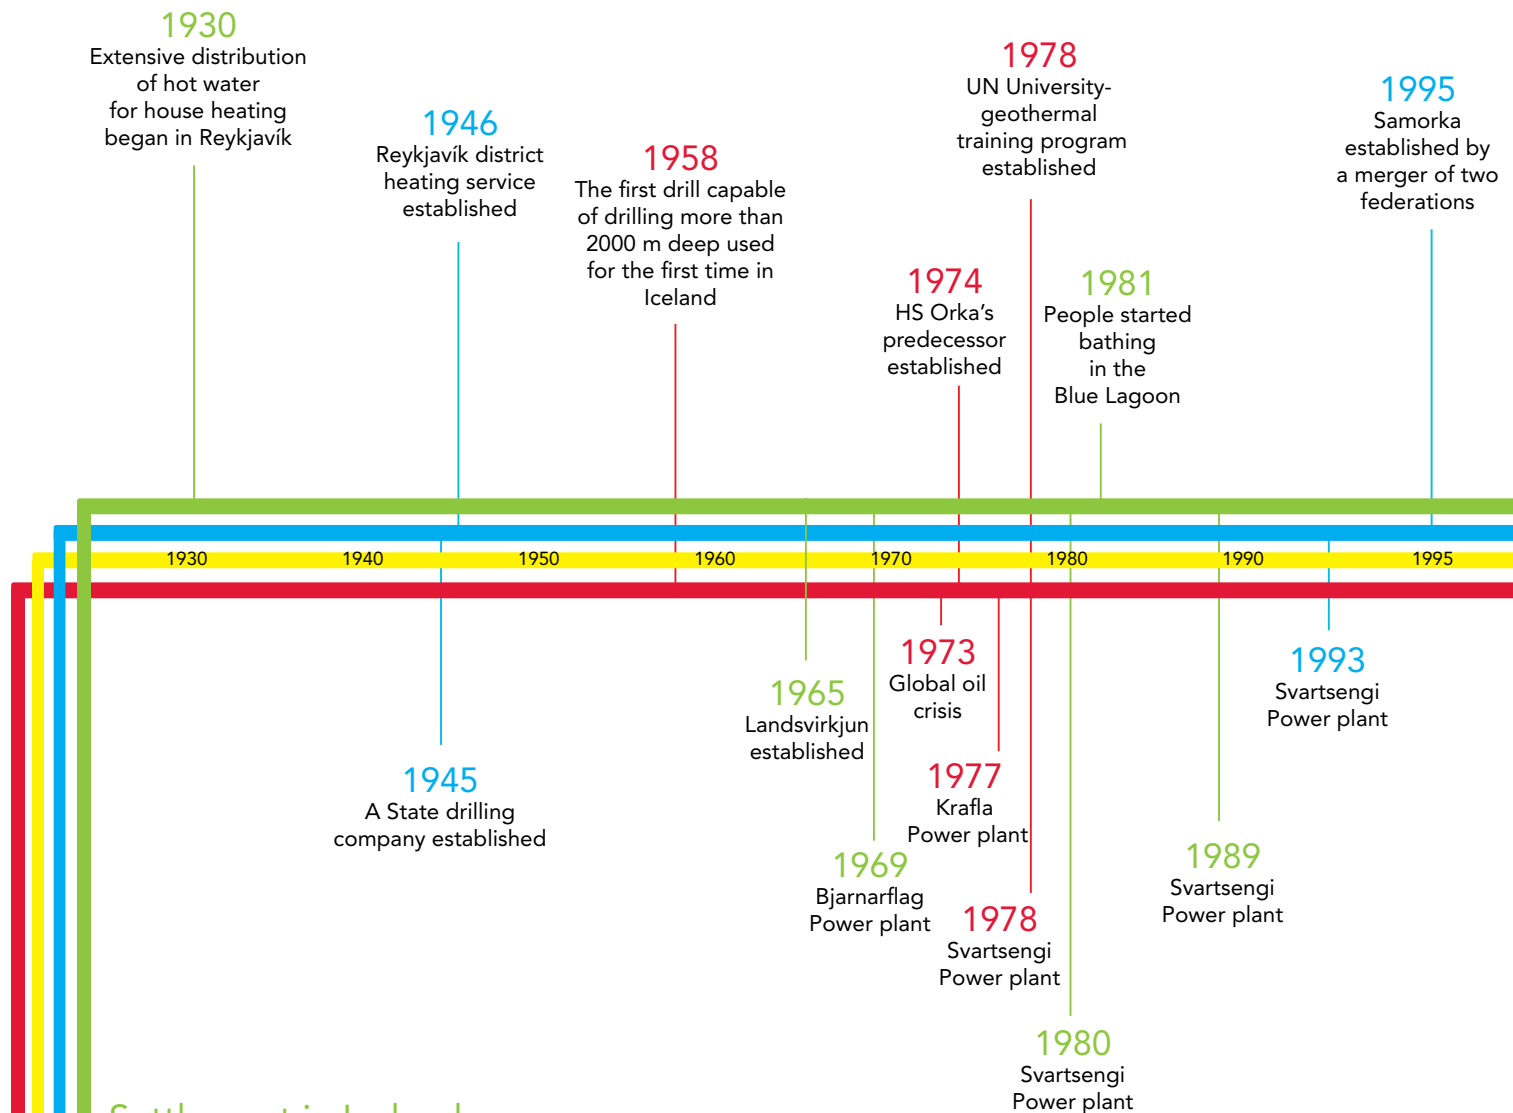 1930
Extensive distribution
of hot water
for house heating
began in Reykjavík
1946
Reykjavík district
heating service
established
1958
The first drill capable
of drilling more than
2000 m deep used
for the first time in
Iceland
1974
HS Orka’s
predecessor
established
1978
UN University-
geothermal
training program
established
1981
People started
bathing
in the
Blue Lagoon
1995
Samorka
established by
a merger of two
federations
1930 1940 1950 1960 1970 1980 1990 1995
1945
A State drilling
company established
1965
Landsvirkjun
established
1969
Bjarnarflag
Power plant
1973
Global oil
crisis
1977
Krafla
Power plant
1978
Svartsengi
Power plant
1980
Svartsengi
Power plant
1989
Svartsengi
Power plant
1993
Svartsengi
Power plant